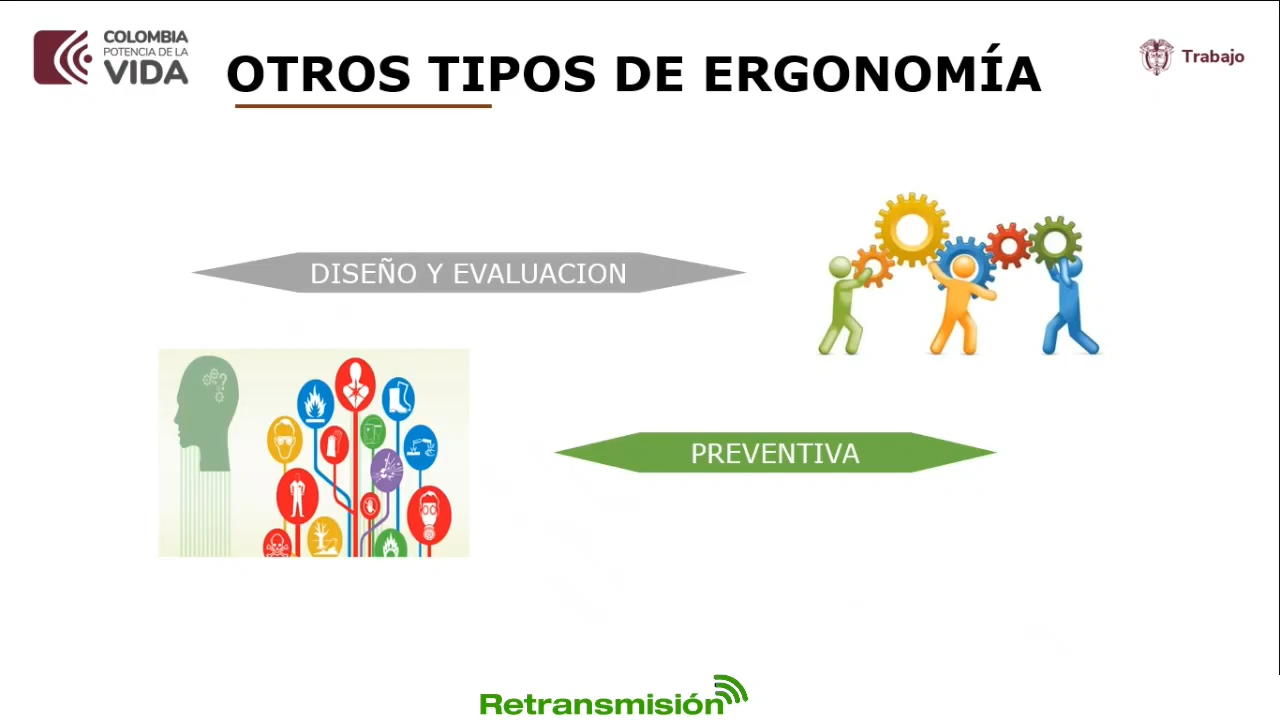 COLOMBIA
POTENCIA DE LA
VIDA
OTROS TIPOS DE ERGONOMÍA
Trabajo
DISEÑO Y EVALUACION
PREVENTIVA
Retransmisión